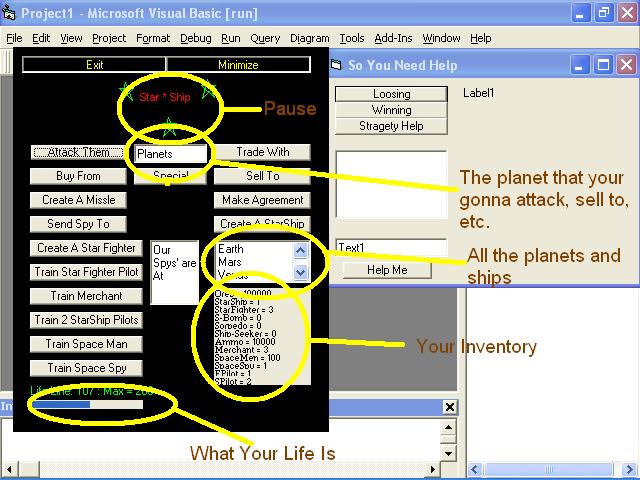 Project1 - Microsoft Visual Basic [run]
File Edit View Project Format Debug Run Query Diagram Tools Add-Ins Window Help
Exit Minimize
Star * Ship
Pause
Attack Them
Planets
Trade With
Buy From
Special
Sell To
Create A Missle
Make Agreement
Send Spy To
Create A StarShip
Create A Star Fighter
Train Star Fighter Pilot
Train Merchant
Train 2 StarShip Pilots
Train Space Man
Train Space Spy
Our
Spys' are
At
Earth
Mars
Venus
Ores = 100000
StarShip = 1
StarFighter = 3
S-Bomb = 0
Sorpedo = 0
Ship-Seeker = 0
Ammo = 10000
Merchant = 3
SpaceMen = 100
SpaceSpy = 1
FPilot = 1
SPilot = 2
Life Line: 107 : Max = 200
What Your Life Is
So You Need Help
Loosing
Winning
Stragety Help
Label1
The planet that your
gonna attack, sell to,
etc.
Text1
Help Me
All the planets and
ships
Your Inventory